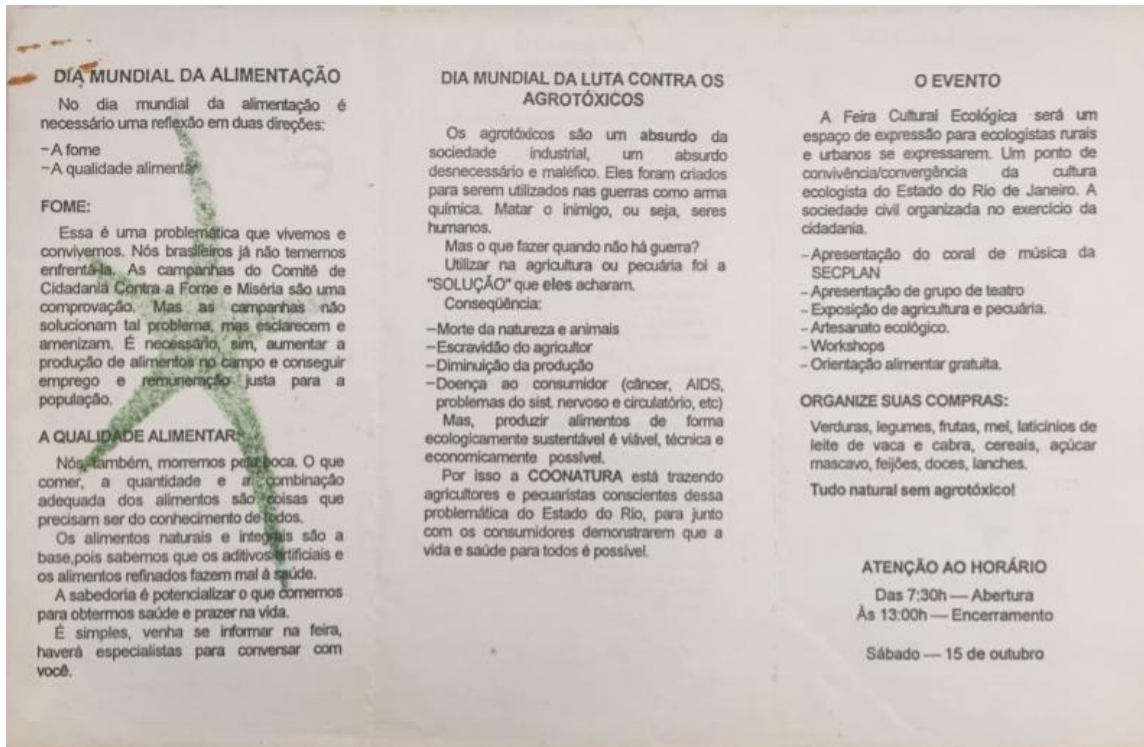 DIA MUNDIAL DA ALIMENTAÇÃO
No dia mundial da alimentação é
necessário uma reflexão em duas direções:
-A fome
-A qualidade alimentar
FOME:
Essa é uma problemática que vivemos e
convivemos. Nós brasileiros já não tememos
enfrentá-la. As campanhas do Comitê de
Cidadania Contra a Fome e Miséria são uma
comprovação. Mas as campanhas não
solucionam tal problema, mas esclarecem e
amenizam. É necessário, sim, aumentar a
produção de alimentos no campo e conseguir
emprego e remuneração justa para a
população.
A QUALIDADE ALIMENTAR:
Nós, também, morremos pela boca. O que
comer, a quantidade e a combinação
adequada dos alimentos são coisas que
precisam ser do conhecimento de todos.
Os alimentos naturais e integrais são a
base,pois sabemos que os aditivos artificiais e
os alimentos refinados fazem mal à saúde.
A sabedoria é potencializar o que comemos
para obtermos saúde e prazer na vida.
É simples, venha se informar na feira,
haverá especialistas para conversar com
você.
DIA MUNDIAL DA LUTA CONTRA OS
AGROTÓXICOS
Os agrotóxicos são um absurdo da
sociedade industrial, um absurdo
desnecessário e maléfico. Eles foram criados
para serem utilizados nas guerras como arma
química. Matar o inimigo, ou seja, seres
humanos.
Mas o que fazer quando não há guerra?
Utilizar na agricultura ou pecuária foi a
"SOLUÇÃO" que eles acharam.
Conseqüência:
-Morte da natureza e animais
-Escravidão do agricultor
-Diminuição da produção
-Doença ao consumidor (câncer, AIDS,
problemas do sist. nervoso e circulatório, etc)
Mas, produzir alimentos de forma
ecologicamente sustentável é viável, técnica e
economicamente possível.
Por isso a COONATURA está trazendo
agricultores e pecuaristas conscientes dessa
problemática do Estado do Rio, para junto
com os consumidores demonstrarem que a
vida e saúde para todos é possível.
O EVENTO
A Feira Cultural Ecológica será um
espaço de expressão para ecologistas rurais
e urbanos se expressarem. Um ponto de
convivência/convergência da cultura
ecologista do Estado do Rio de Janeiro. A
sociedade civil organizada no exercício da
cidadania.
-Apresentação do coral de música da
SECPLAN
-Apresentação de grupo de teatro
-Exposição de agricultura e pecuária.
-Artesanato ecológico.
-Workshops
-Orientação alimentar gratuita.
ORGANIZE SUAS COMPRAS:
Verduras, legumes, frutas, mel, laticínios de
leite de vaca e cabra, cereais, açúcar
mascavo, feijões, doces, lanches.
Tudo natural sem agrotóxico!
ATENÇÃO AO HORÁRIO
Das 7:30h — Abertura
Às 13:00h — Encerramento
Sábado — 15 de outubro